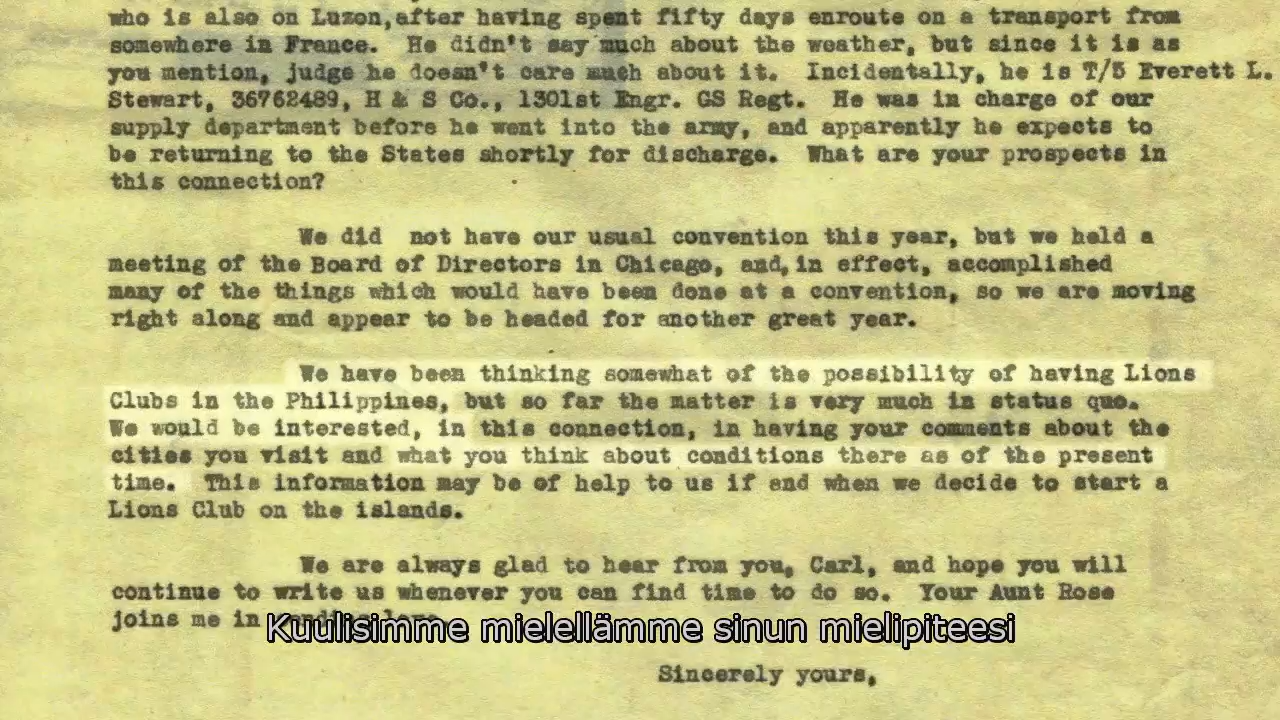 who is also on Luzon, after having spent fifty days enroute on a transport from
somewhere in France. He didn't say much about the weather, but since it is as
you mention, judge he doesn't care much about it. Incidentally, he is T/5 Everett L.
Stewart, 36762489, H & S Co., 1301st Engr. GS Regt. He was in charge of our
supply department before he went into the army, and apparently he expects to
be returning to the States shortly for discharge. What are your prospects in
this connection?
We did not have our usual convention this year, but we held a
meeting of the Board of Directors in Chicago, and, in effect, accomplished
many of the things which would have been done at a convention, so we are moving
right along and appear to be headed for another great year.
We have been thinking somewhat of the possibility of having Lions
Clubs in the Philippines, but so far the matter is very much in status quo.
We would be interested, in this connection, in having your comments about the
cities you visit and what you think about conditions there as of the present
time. This information may be of help to us if and when we decide to start a
Lions Club on the islands.
We are always glad to hear from you, Carl, and hope you will
continue to write us whenever you can find time to do so. Your Aunt Rose
joins me in
Kuulisimme mielellämme sinun mielipiteesi
Sincerely yours,